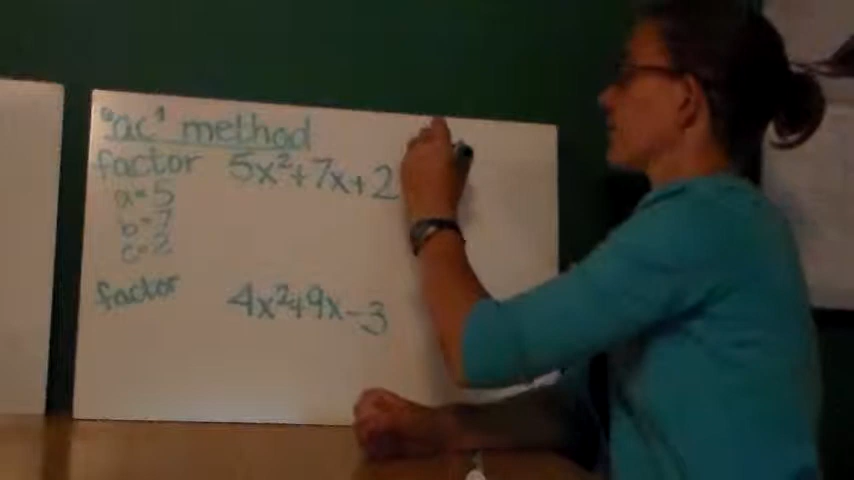 "ac" method
factor 5x²+7x+2
a=5
b=7
c=2
factor 4x²+9x-3